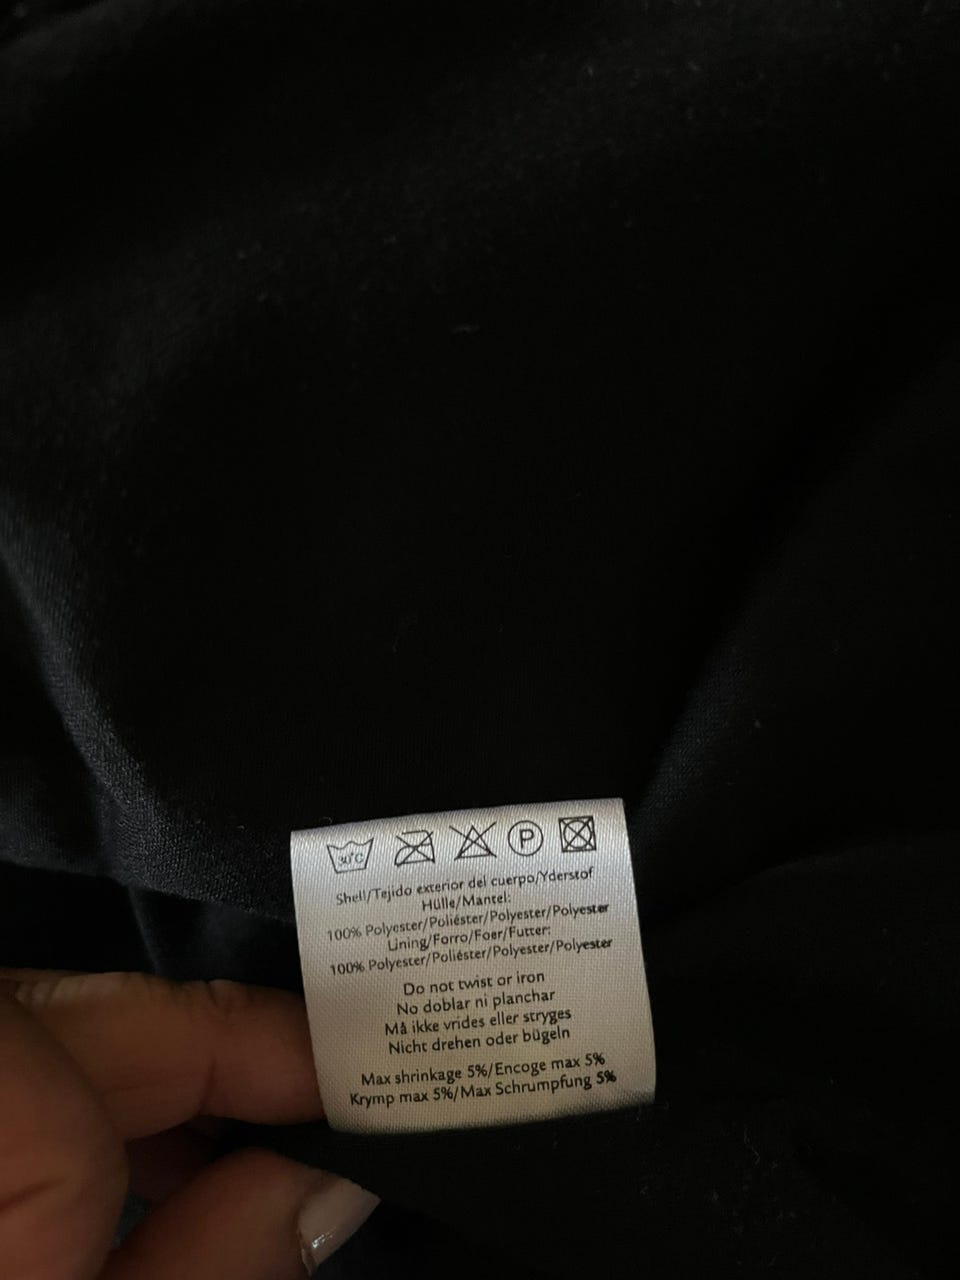 30°C P
Shell/Tejido exterior del cuerpo/Yderstof
Hülle/Mantel:
100% Polyester/Poliéster/Polyester/Polyester
Lining/Forro/Foer/Futter:
100% Polyester/Poliéster/Polyester/Polyester
Do not twist or iron
No doblar ni planchar
Må ikke vrides eller stryges
Nicht drehen oder bügeln
Max shrinkage 5%/Encoge max 5%
Krymp max 5%/Max Schrumpfung 5%